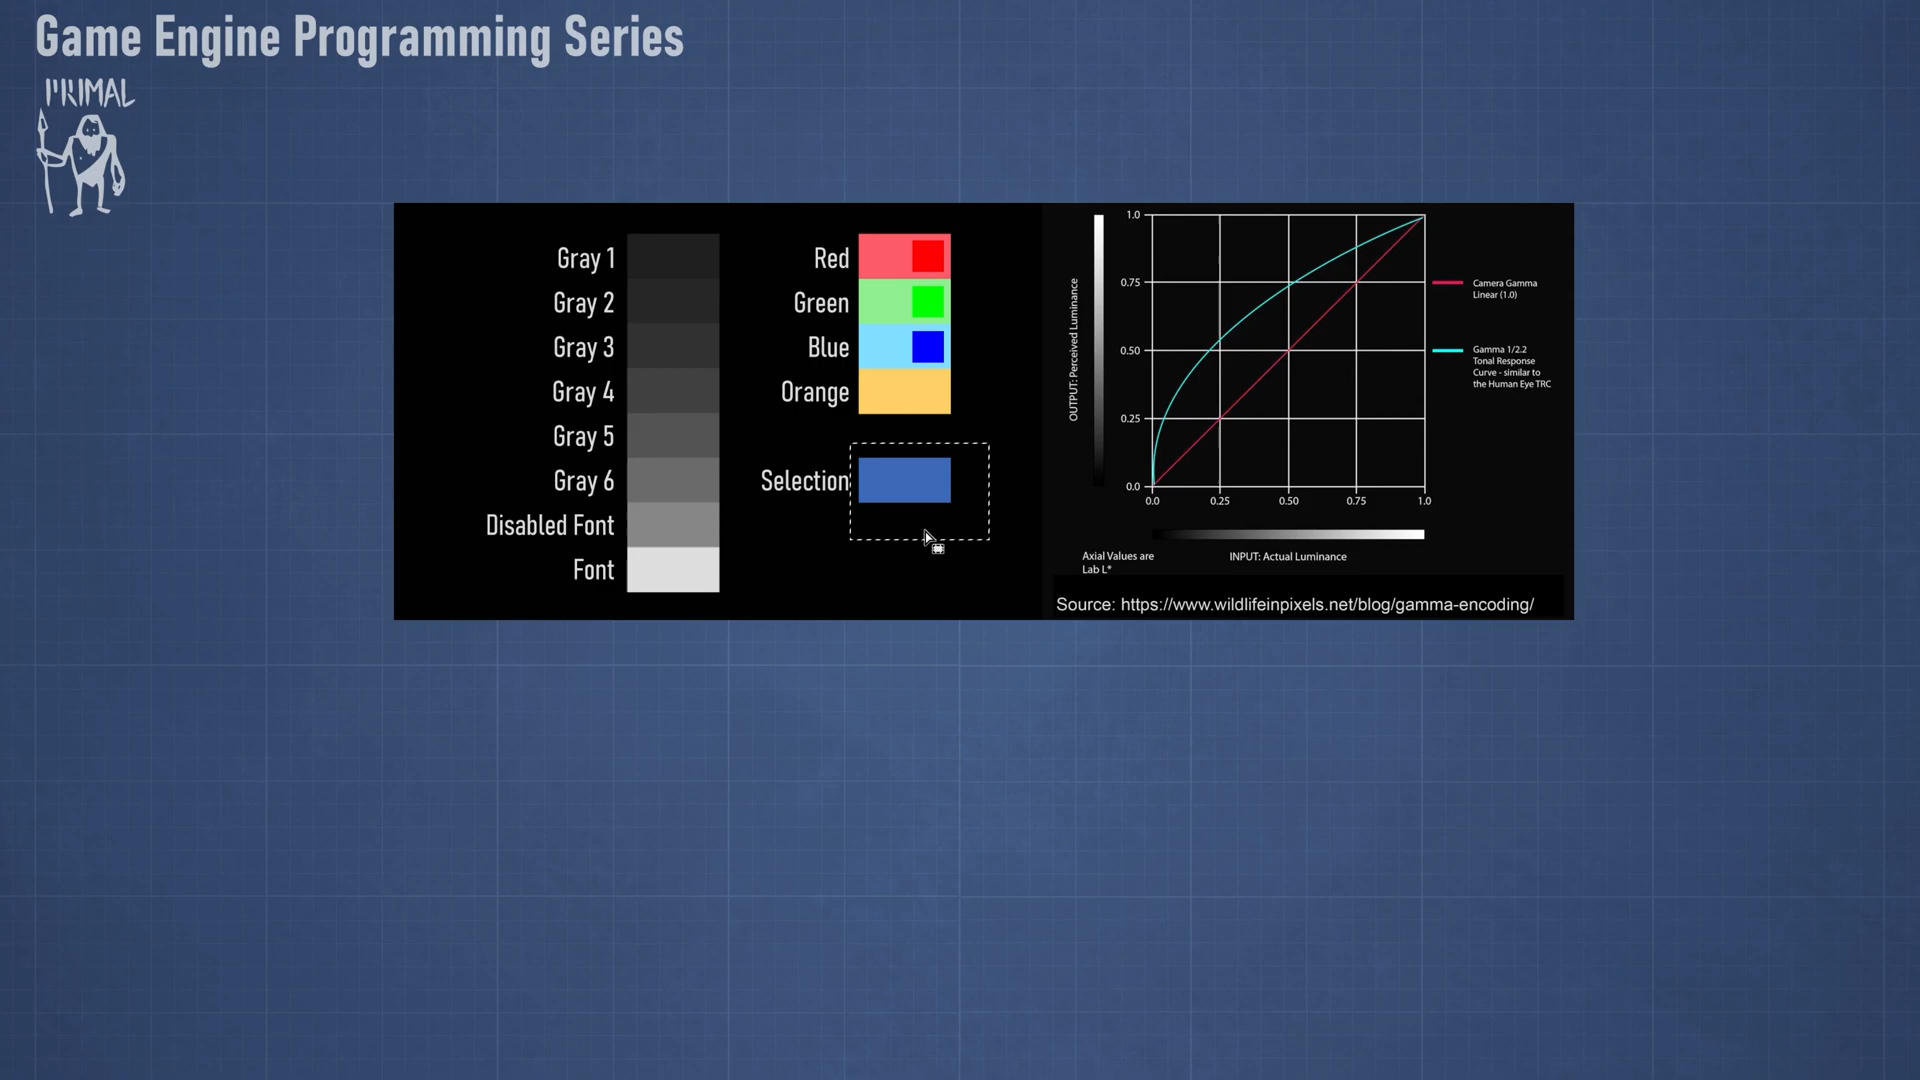 Game Engine Programming Series
PRIMAL
Gray 1
Gray 2
Gray 3
Gray 4
Gray 5
Gray 6
Disabled Font
Font
Red
Green
Blue
Orange
Selection
OUTPUT: Perceived Luminance
1.0
0.75
0.50
0.25
0.0
0.0 0.25 0.50 0.75 1.0
INPUT: Actual Luminance
Axial Values are
Lab L*
Camera Gamma
Linear (1.0)
Gamma 1/2.2
Tonal Response
Curve - similar to
the Human Eye TRC
Source: https://www.wildlifeinpixels.net/blog/gamma-encoding/